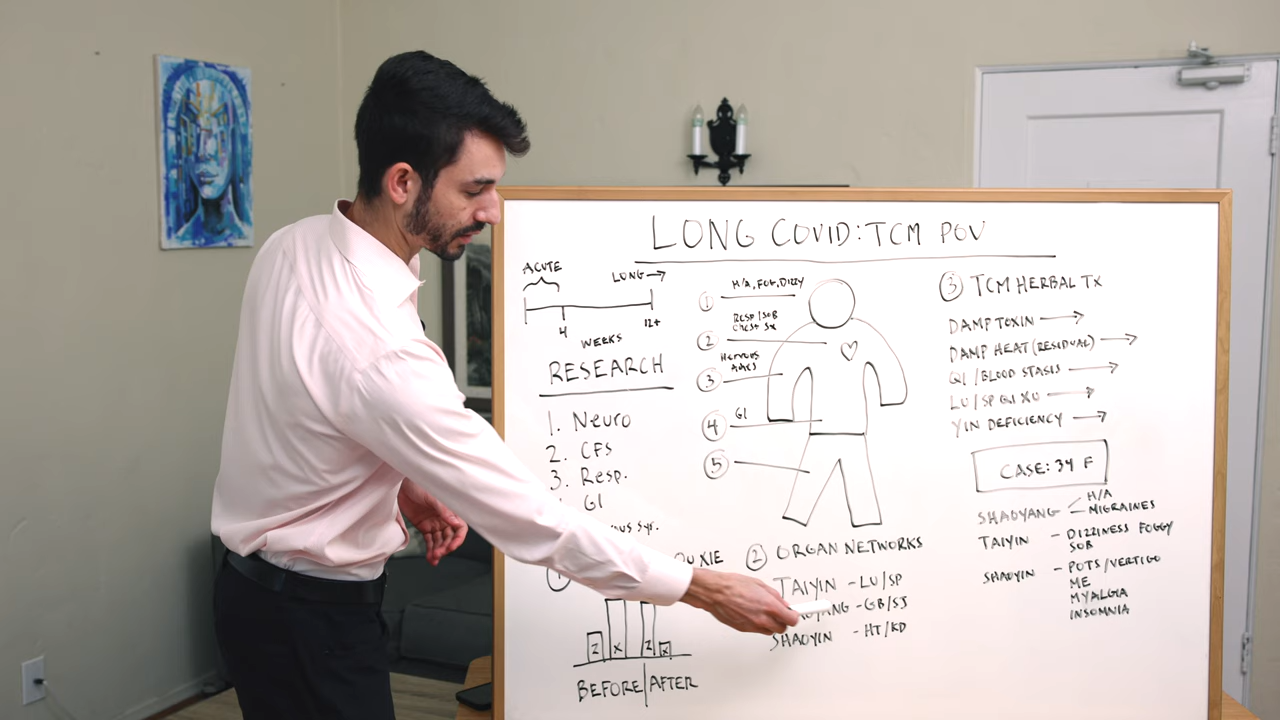 LONG COVID: TCM POV
ACUTE
LONG →
4
12+
WEEKS
RESEARCH
1. Neuro
2. CFS
3. Resp.
GI
Sys.
1
XIE
Z X Z X
BEFORE | AFTER
1 H/A, FOG, DIZZY
2 RESP/SOB
CHEST SX
3 Nervous
4 GI
5
2 ORGAN NETWORKS
TAIYIN - LU/SP
- GB/SJ
SHAOYIN - HT/KD
3 TCM HERBAL TX
DAMP TOXIN →
DAMP HEAT (RESIDUAL) →
QI / BLOOD STASIS →
LU/SP QI XU →
YIN DEFICIENCY →
CASE: 34 F
SHAOYANG - H/A
- MIGRAINES
TAIYIN - DIZZINESS FOGGY
SOB
SHAOYIN - POTS/VERTIGO
ME
MYALGIA
INSOMNIA